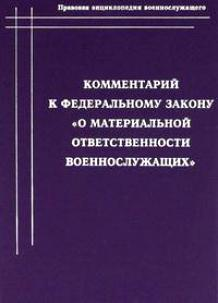 Правовая энциклопедия военнослужащего
КОММЕНТАРИЙ
К ФЕДЕРАЛЬНОМУ ЗАКОНУ
«О МАТЕРИАЛЬНОЙ
ОТВЕТСТВЕННОСТИ
ВОЕННОСЛУЖАЩИХ»